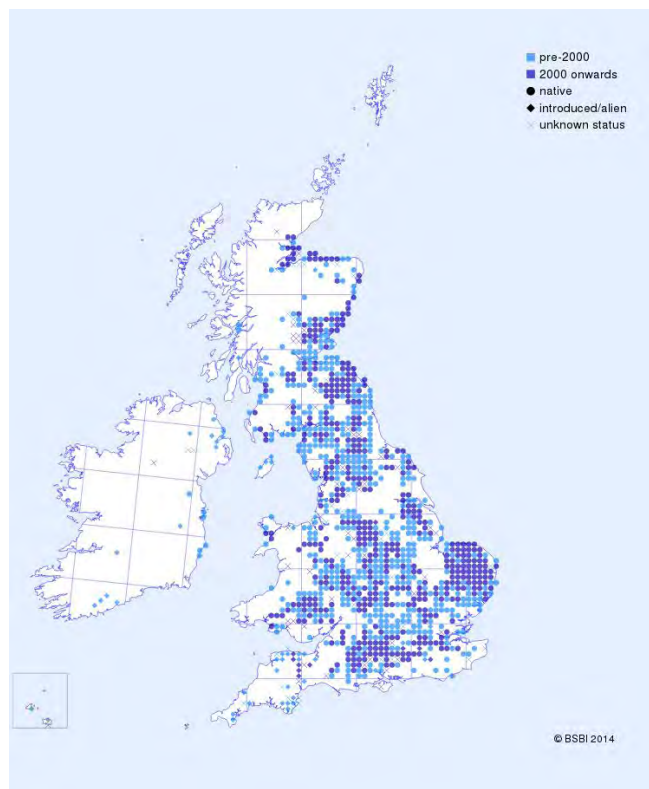 pre-2000
2000 onwards
native
introduced/alien
unknown status
© BSBI 2014